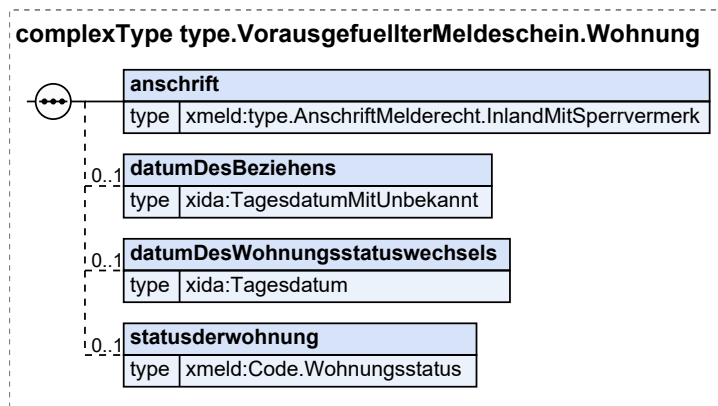 complexType type.VorausgefuellterMeldeschein.Wohnung
anschrift
type xmeld:type.AnschriftMelderecht.InlandMitSperrvermerk
0..1 datumDesBeziehens
type xida:TagesdatumMitUnbekannt
0..1 datumDesWohnungsstatuswechsels
type xida:Tagesdatum
0..1 statusderwohnung
type xmeld:Code.Wohnungsstatus